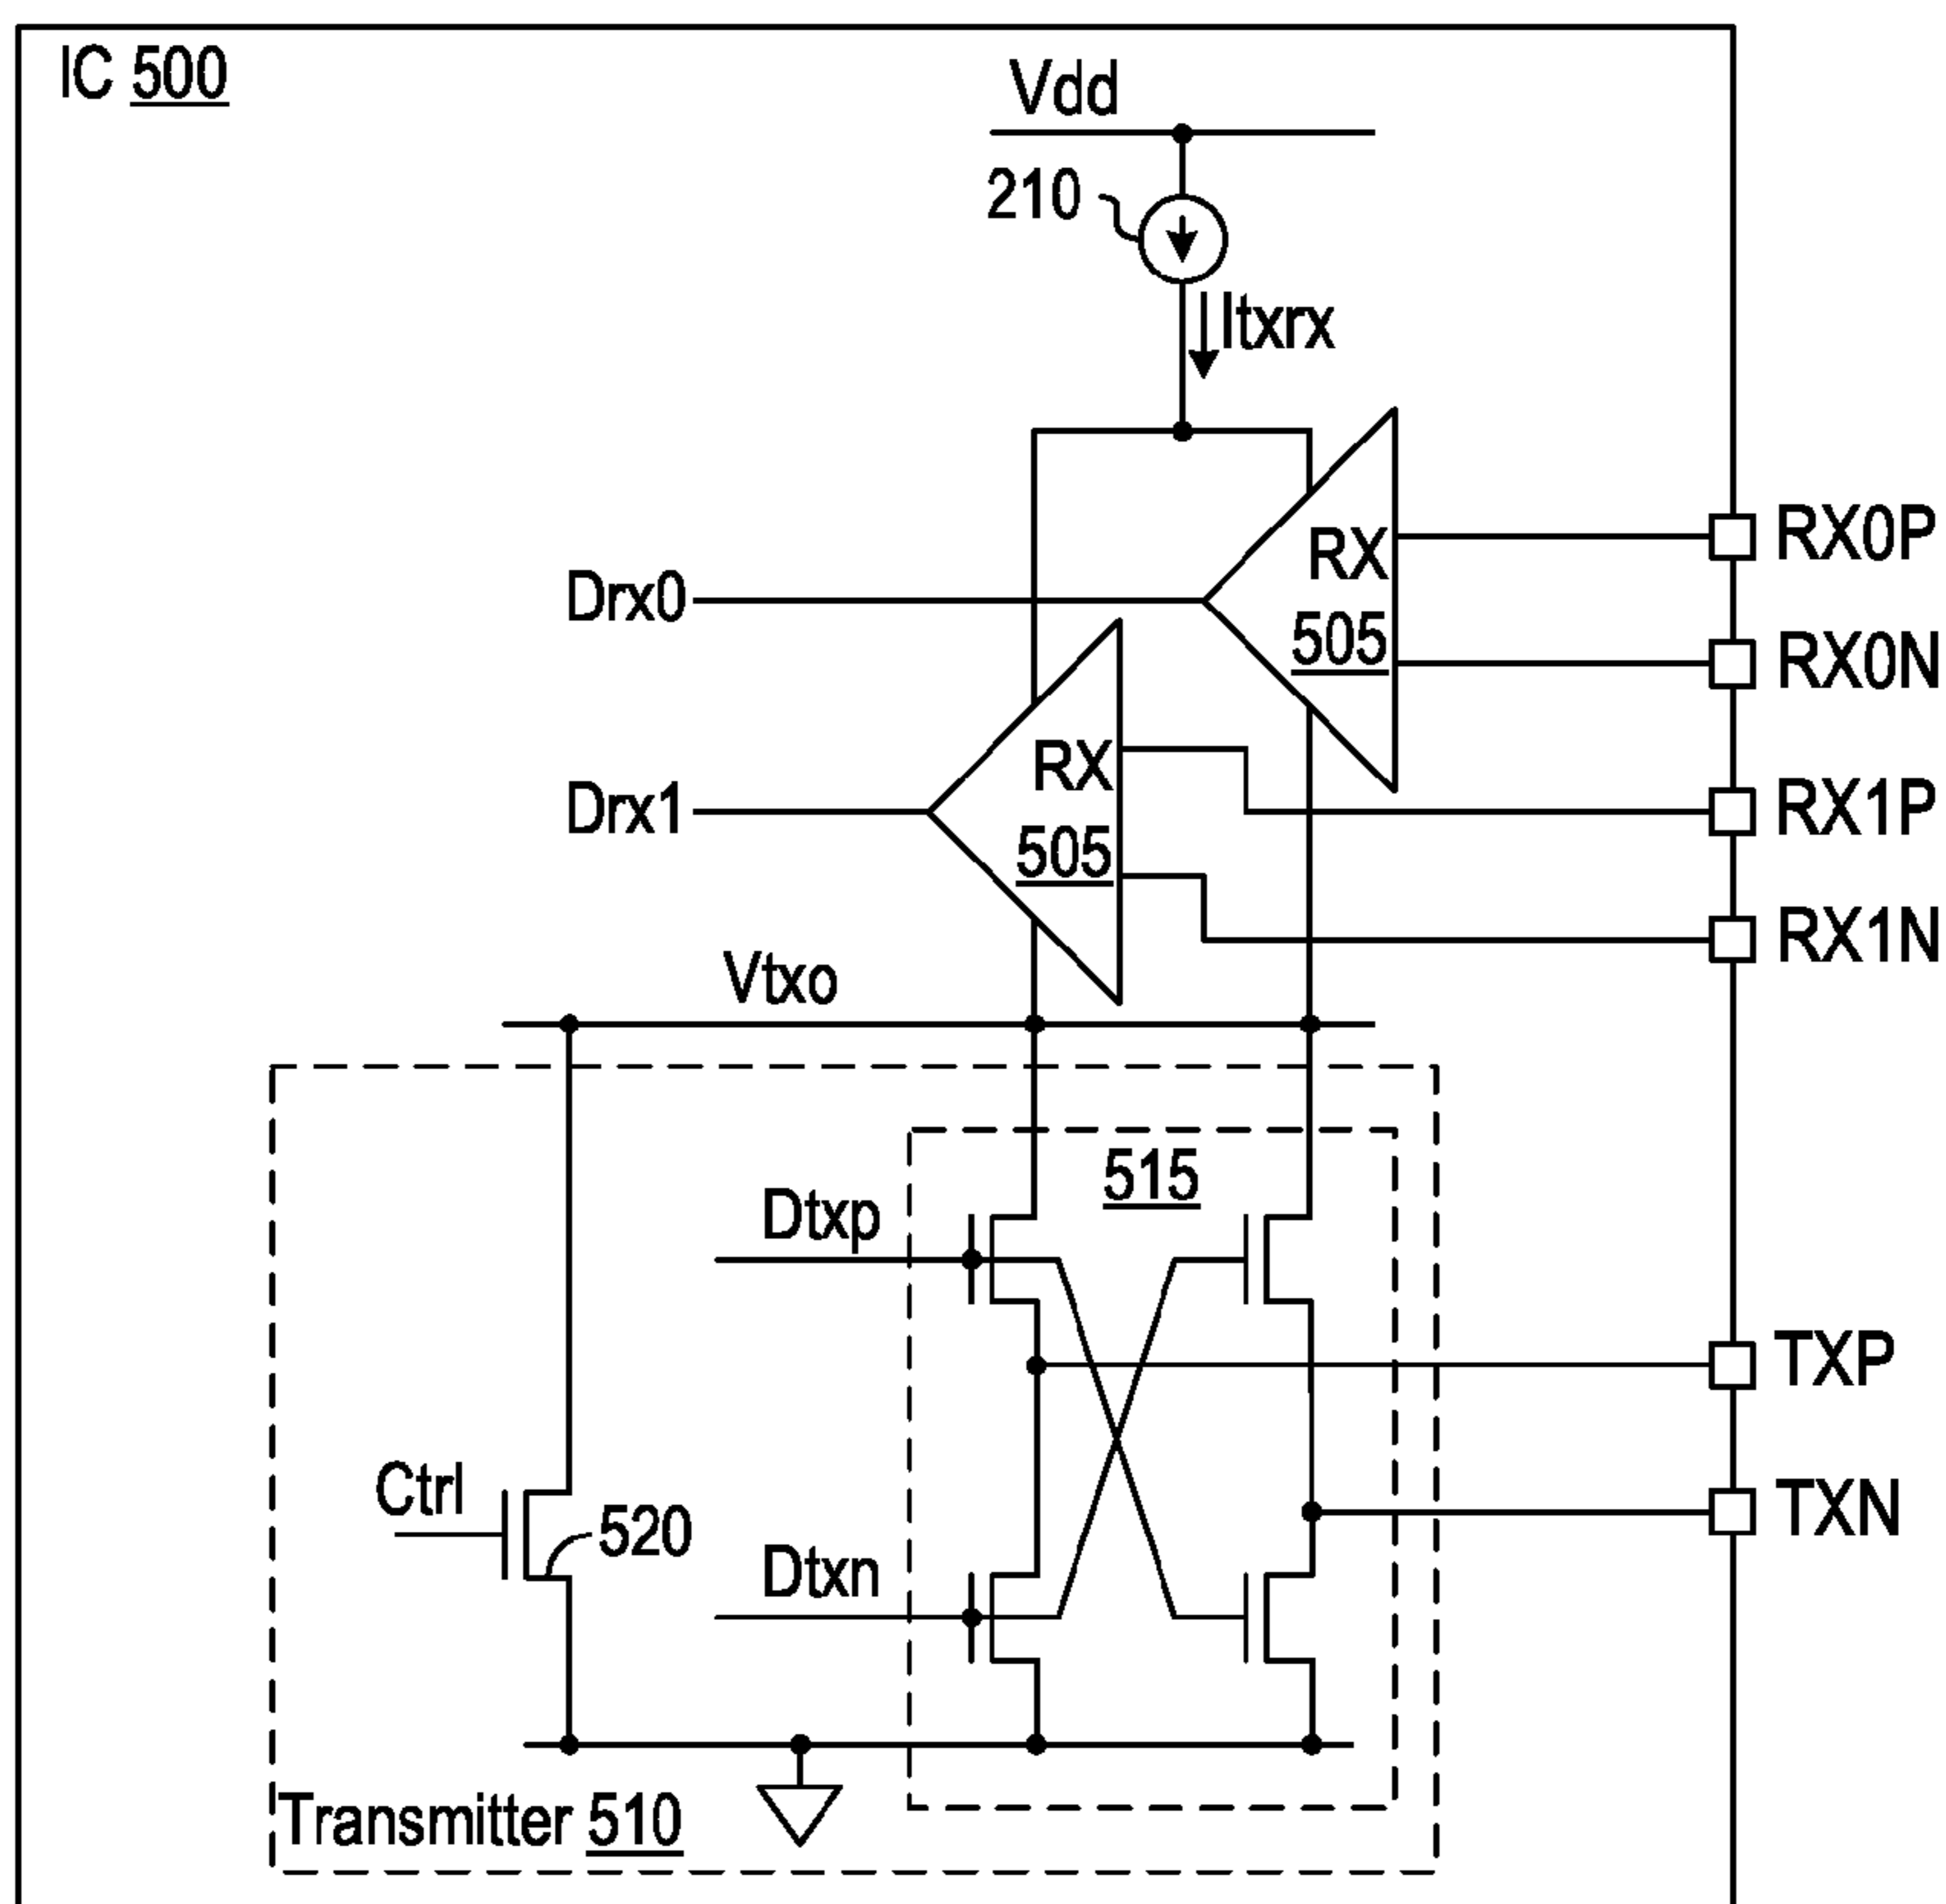 IC 500
Vdd
210
Itxrx
RX
505
RX0P
RX0N
Drx0
RX
505
RX1P
RX1N
Drx1
Vtxo
515
Dtxp
TXP
TXN
Ctrl
520
Dtxn
Transmitter 510